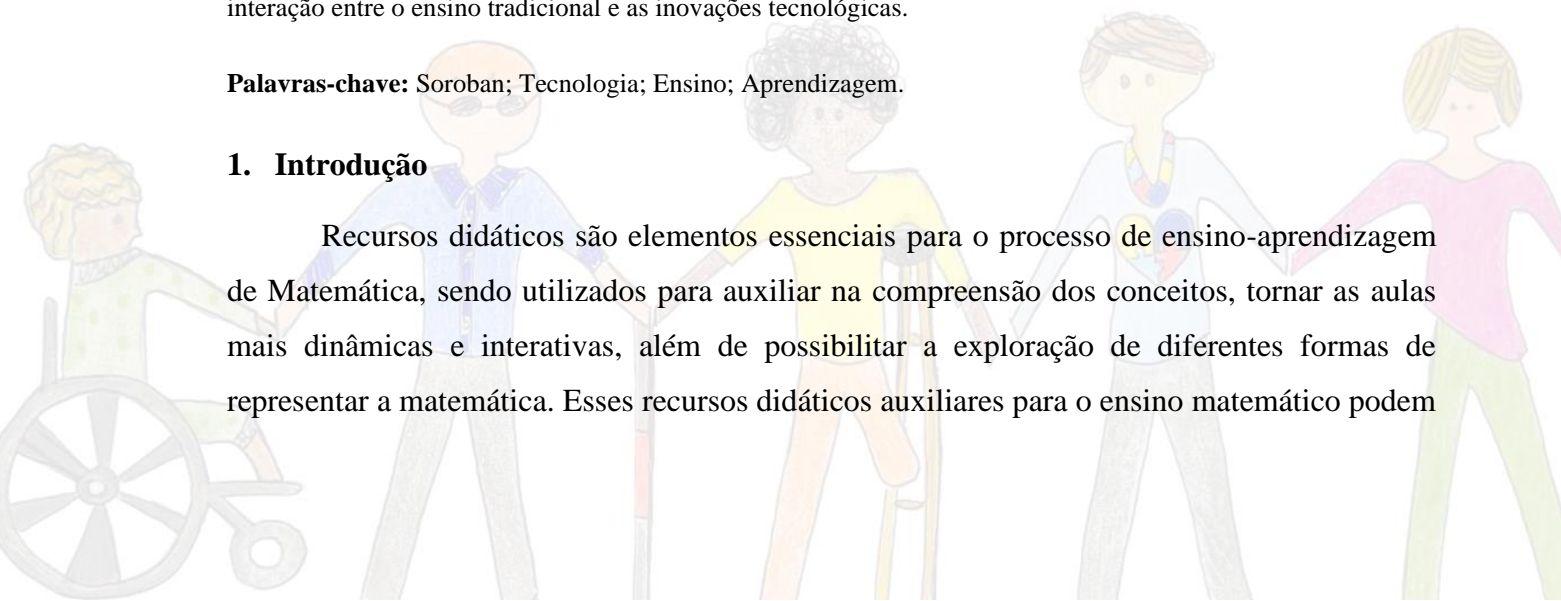 interação entre o ensino tradicional e as inovações tecnológicas.
Palavras-chave: Soroban; Tecnologia; Ensino; Aprendizagem.
1. Introdução
Recursos didáticos são elementos essenciais para o processo de ensino-aprendizagem
de Matemática, sendo utilizados para auxiliar na compreensão dos conceitos, tornar as aulas
mais dinâmicas e interativas, além de possibilitar a exploração de diferentes formas de
representar a matemática. Esses recursos didáticos auxiliares para o ensino matemático podem